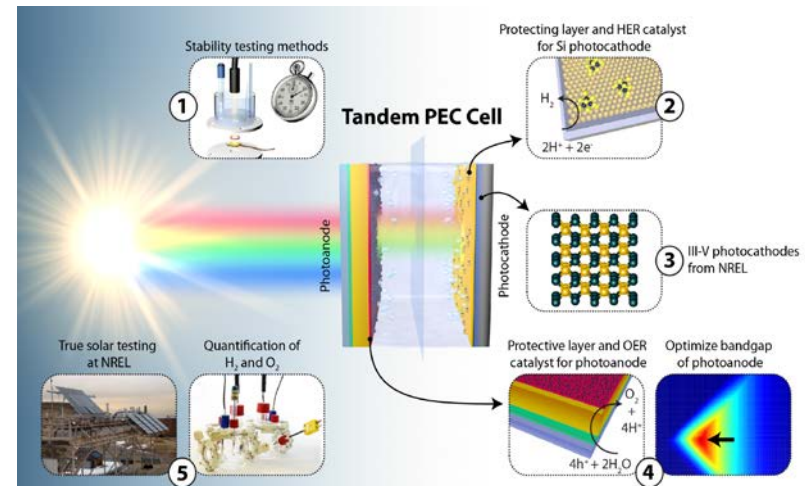 Stability testing methods
1
Protecting layer and HER catalyst
for Si photocathode
H₂
2H⁺ + 2e⁻
2
Tandem PEC Cell
Photoanode
Photocathode
3
III-V photocathodes
from NREL
True solar testing
at NREL
Quantification of
H₂ and O₂
5
Protective layer and OER
catalyst for photoanode
O₂
+
4H⁺
4h⁺ + 2H₂O
4
Optimize bandgap
of photoanode